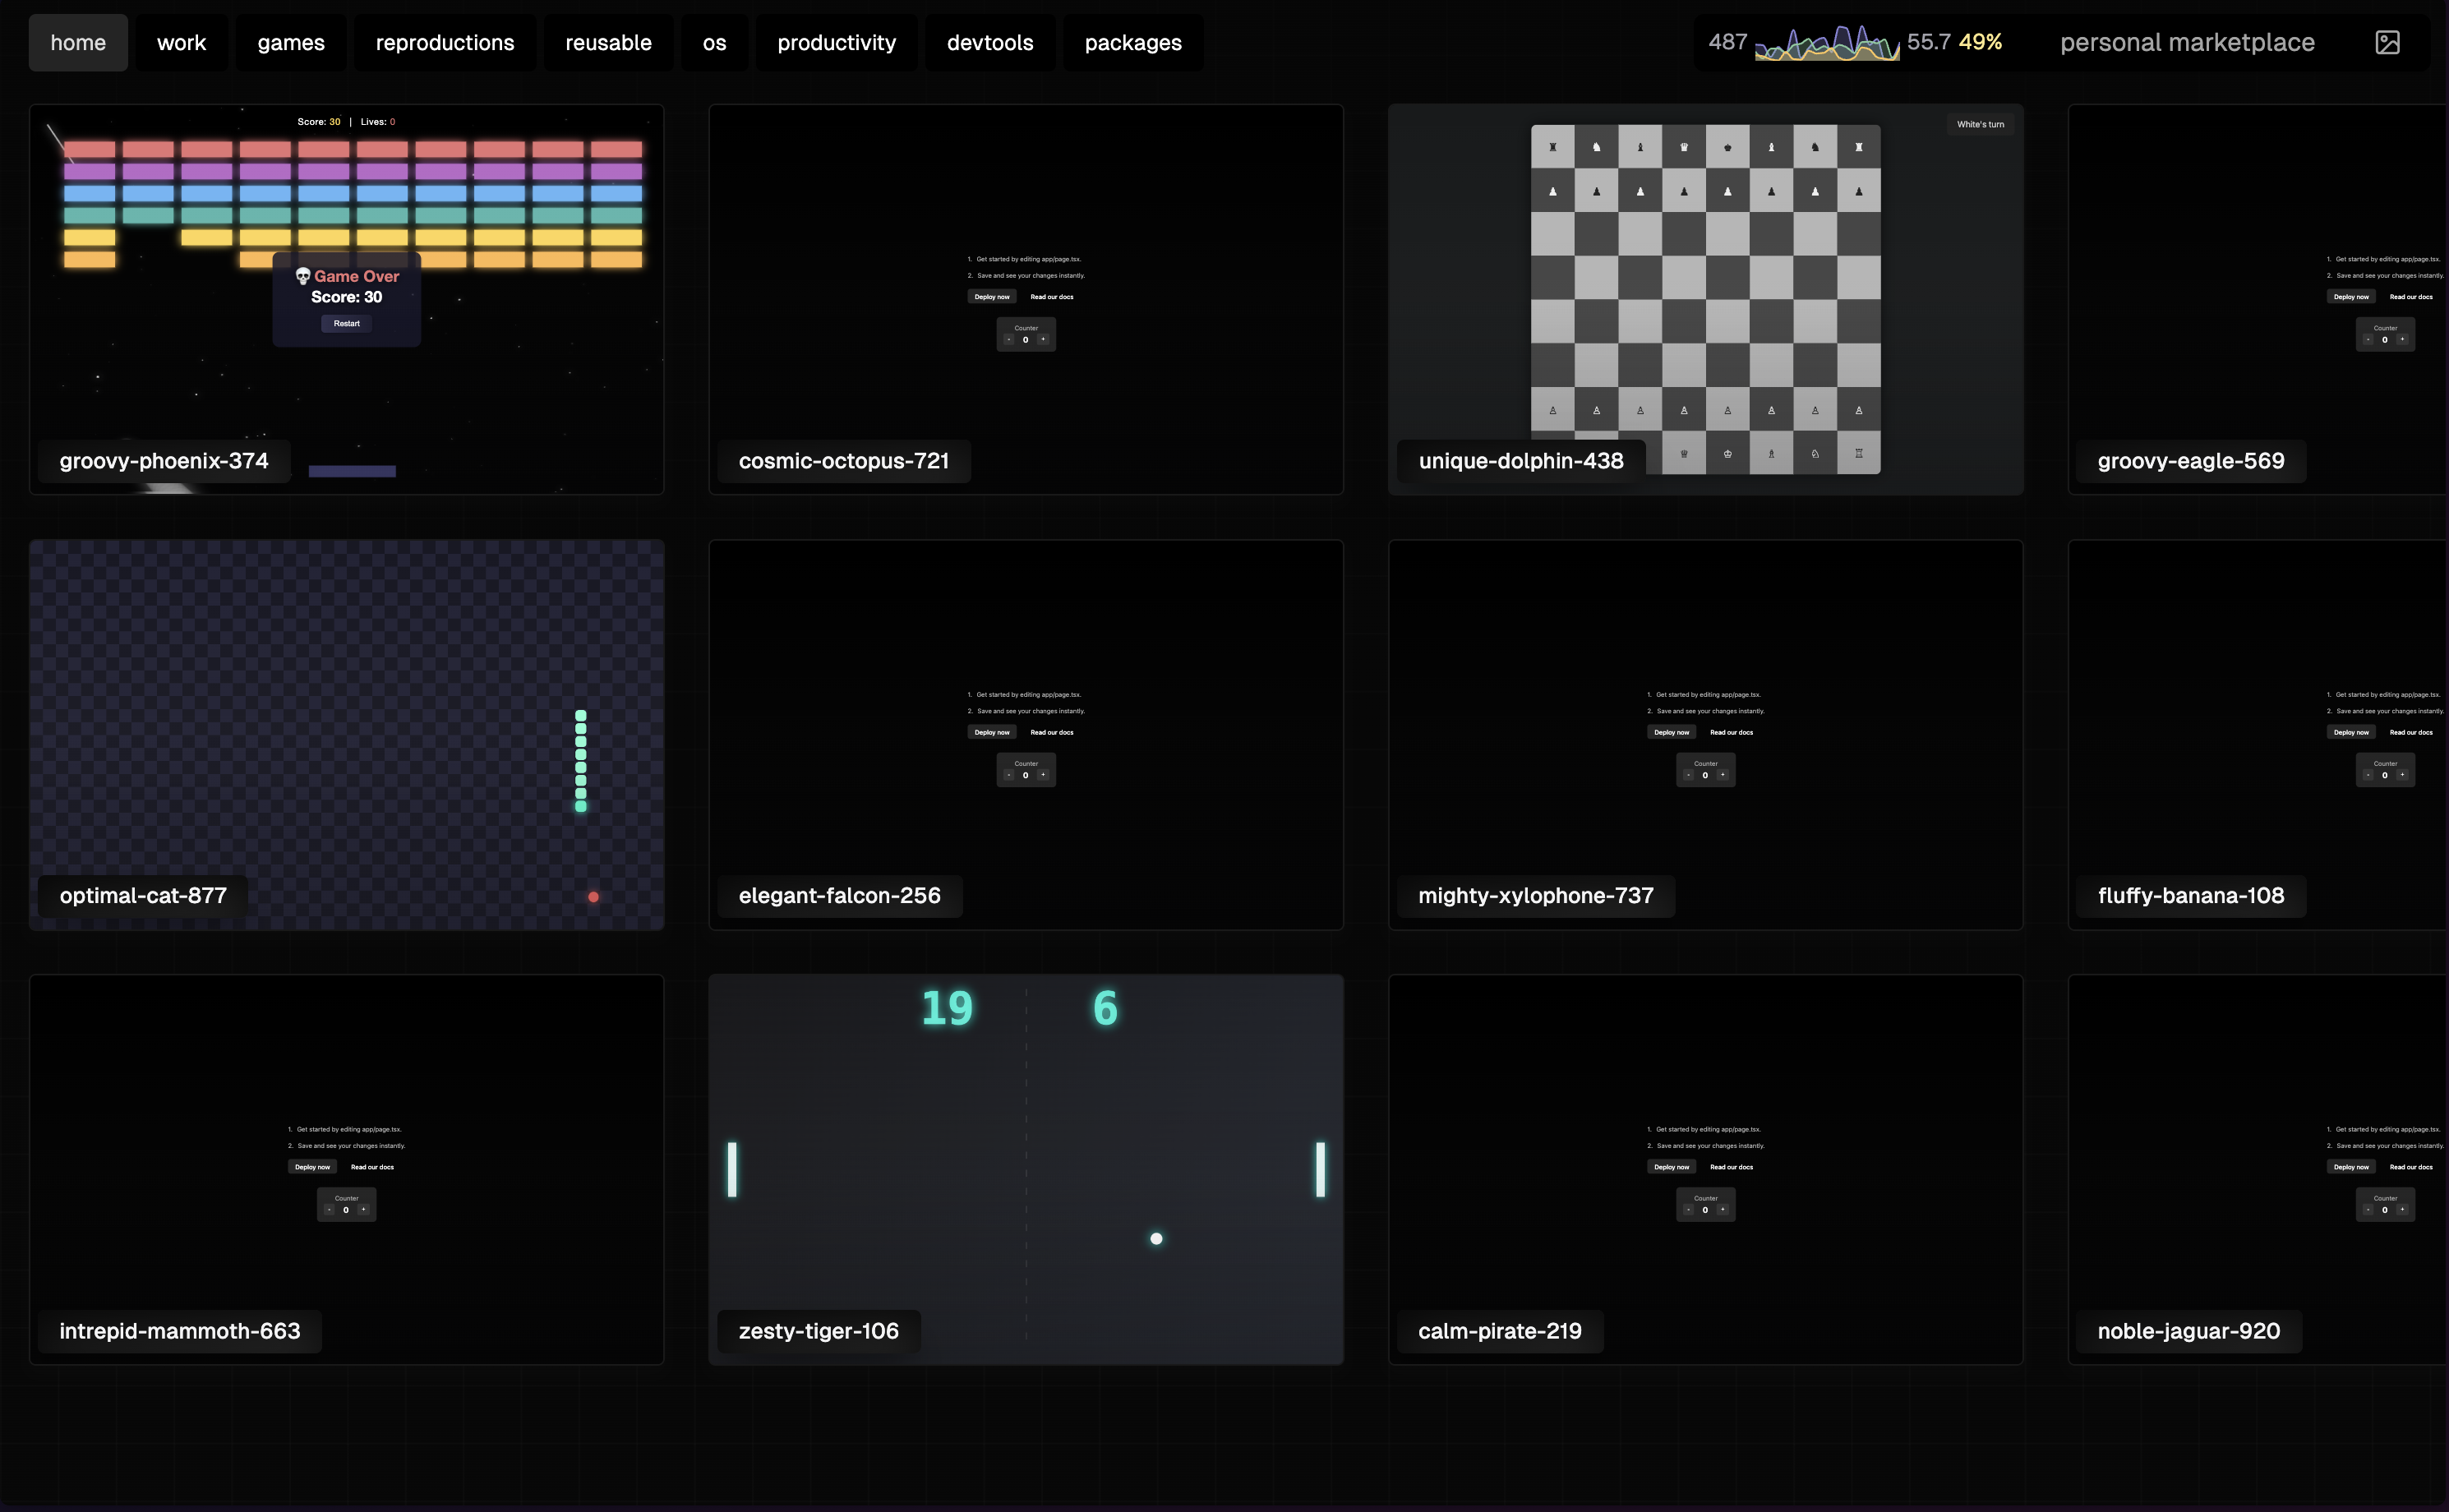 home work games reproductions reusable os productivity devtools packages 487 55.7 49% personal marketplace
Score: 30 | Lives: 0
💀Game Over
Score: 30
Restart
groovy-phoenix-374
1. Get started by editing app/page.tsx.
2. Save and see your changes instantly.
Deploy now Read our docs
Counter
- 0 +
cosmic-octopus-721
White's turn
unique-dolphin-438
1. Get started by editing app/page.tsx.
2. Save and see your changes instantly.
Deploy now Read our docs
Counter
- 0 +
groovy-eagle-569
optimal-cat-877
1. Get started by editing app/page.tsx.
2. Save and see your changes instantly.
Deploy now Read our docs
Counter
- 0 +
elegant-falcon-256
1. Get started by editing app/page.tsx.
2. Save and see your changes instantly.
Deploy now Read our docs
Counter
- 0 +
mighty-xylophone-737
1. Get started by editing app/page.tsx.
2. Save and see your changes instantly.
Deploy now Read our docs
Counter
- 0 +
fluffy-banana-108
1. Get started by editing app/page.tsx.
2. Save and see your changes instantly.
Deploy now Read our docs
Counter
- 0 +
intrepid-mammoth-663
19 6
zesty-tiger-106
1. Get started by editing app/page.tsx.
2. Save and see your changes instantly.
Deploy now Read our docs
Counter
- 0 +
calm-pirate-219
1. Get started by editing app/page.tsx.
2. Save and see your changes instantly.
Deploy now Read our docs
Counter
- 0 +
noble-jaguar-920